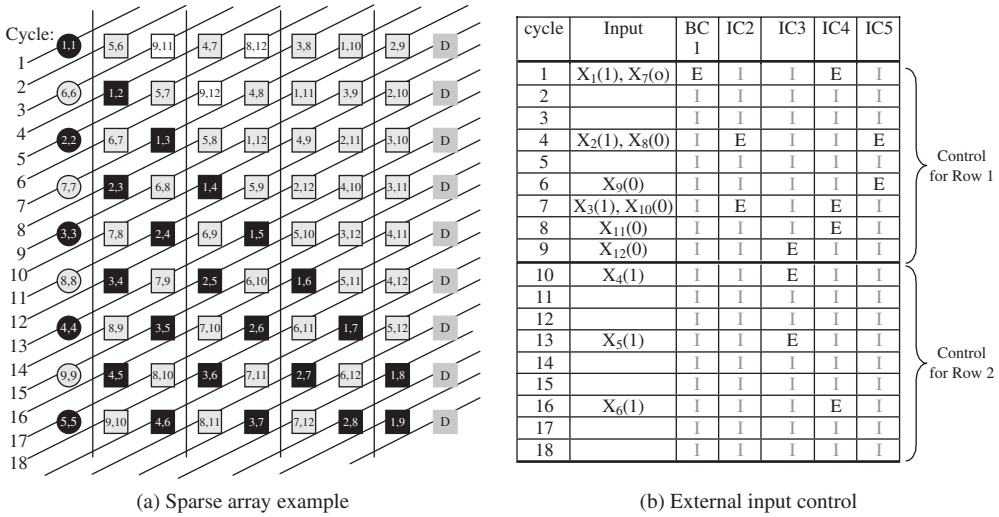 Cycle:
1,1 5,6 9,11 4,7 8,12 3,8 1,10 2,9 D
1
2
6,6 1,2 5,7 9,12 4,8 1,11 3,9 2,10 D
3
4
2,2 6,7 1,3 5,8 1,12 4,9 2,11 3,10 D
5
6
7,7 2,3 6,8 1,4 5,9 2,12 4,10 3,11 D
7
8
3,3 7,8 2,4 6,9 1,5 5,10 3,12 4,11 D
9
10
8,8 3,4 7,9 2,5 6,10 1,6 5,11 4,12 D
11
12
4,4 8,9 3,5 7,10 2,6 6,11 1,7 5,12 D
13
14
9,9 4,5 8,10 3,6 7,11 2,7 6,12 1,8 D
15
16
5,5 9,10 4,6 8,11 3,7 7,12 2,8 1,9 D
17
18
(a) Sparse array example
cycle Input BC 1 IC2 IC3 IC4 IC5
1 X1(1), X7(o) E I I E I
2 I I I I I
3 I I I I I
4 X2(1), X8(0) I E I I E
5 I I I I I
6 X9(0) I I I I E
7 X3(1), X10(0) I E I E I
8 X11(0) I I I E I
9 X12(0) I I E I I
Control
for Row 1
10 X4(1) I I E I I
11 I I I I I
12 I I I I I
13 X5(1) I I E I I
14 I I I I I
15 I I I I I
16 X6(1) I I I E I
17 I I I I I
18 I I I I I
Control
for Row 2
(b) External input control